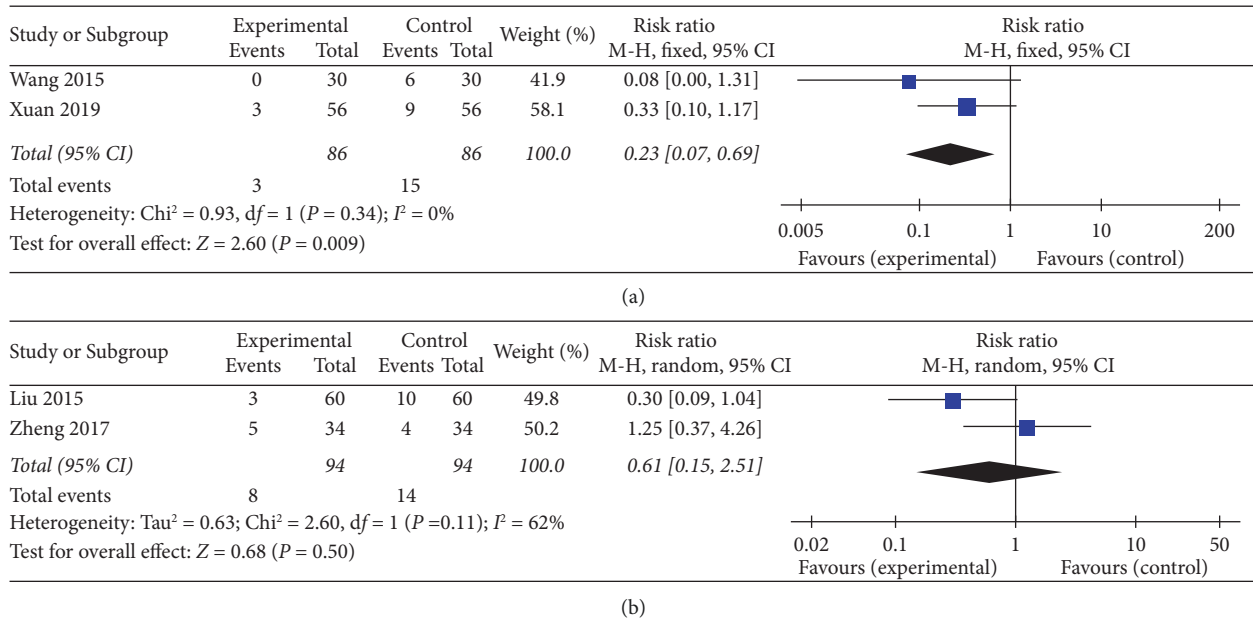 Study or Subgroup Experimental Control Weight (%) Risk ratio Risk ratio
Events Total Events Total M-H, fixed, 95% CI M-H, fixed, 95% CI
Wang 2015 0 30 6 30 41.9 0.08 [0.00, 1.31]
Xuan 2019 3 56 9 56 58.1 0.33 [0.10, 1.17]
Total (95% CI) 86 86 100.0 0.23 [0.07, 0.69]
Total events 3 15
Heterogeneity: Chi² = 0.93, df = 1 (P = 0.34); I² = 0%
Test for overall effect: Z = 2.60 (P = 0.009)
0.005 0.1 1 10 200
Favours (experimental) Favours (control)
(a)
Study or Subgroup Experimental Control Weight (%) Risk ratio Risk ratio
Events Total Events Total M-H, random, 95% CI M-H, random, 95% CI
Liu 2015 3 60 10 60 49.8 0.30 [0.09, 1.04]
Zheng 2017 5 34 4 34 50.2 1.25 [0.37, 4.26]
Total (95% CI) 94 94 100.0 0.61 [0.15, 2.51]
Total events 8 14
Heterogeneity: Tau² = 0.63; Chi² = 2.60, df = 1 (P =0.11); I² = 62%
Test for overall effect: Z = 0.68 (P = 0.50)
0.02 0.1 1 10 50
Favours (experimental) Favours (control)
(b)